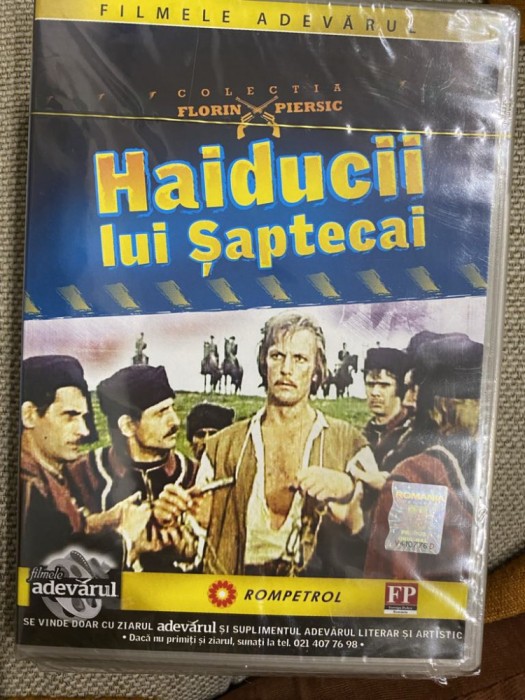 FILMELE ADEVĂRUL
COLECȚIA
FLORIN PIERSIC
Haiducii
lui Șaptecai
ROMÂNIA
filmele
adevărul
ROMPETROL
FP
SE VINDE DOAR CU ZIARUL adevărul ȘI SUPLIMENTUL ADEVĂRUL LITERAR ȘI ARTISTIC
• Dacă nu primiți și ziarul, sunați la tel. 021 407 76 98 •